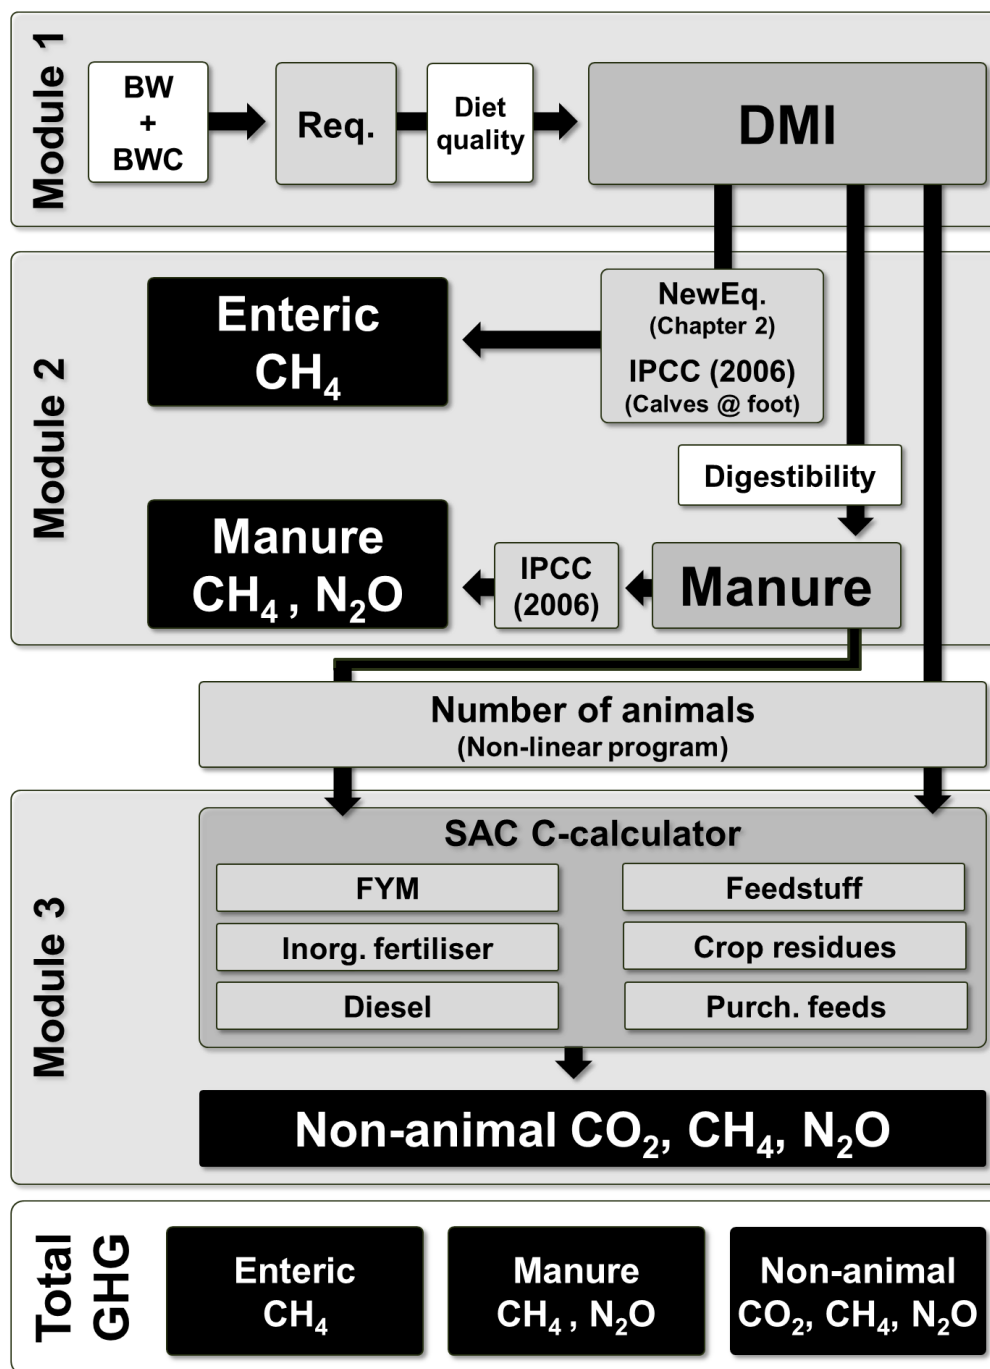 Module 1
BW
+
BWC
Req.
Diet
quality
DMI
Module 2
Enteric
CH₄
NewEq.
(Chapter 2)
IPCC (2006)
(Calves @ foot)
Digestibility
Manure
CH₄ , N₂O
IPCC
(2006)
Manure
Number of animals
(Non-linear program)
Module 3
SAC C-calculator
FYM
Feedstuff
Inorg. fertiliser
Crop residues
Diesel
Purch. feeds
Non-animal CO₂, CH₄, N₂O
Total
GHG
Enteric
CH₄
Manure
CH₄ , N₂O
Non-animal
CO₂, CH₄, N₂O